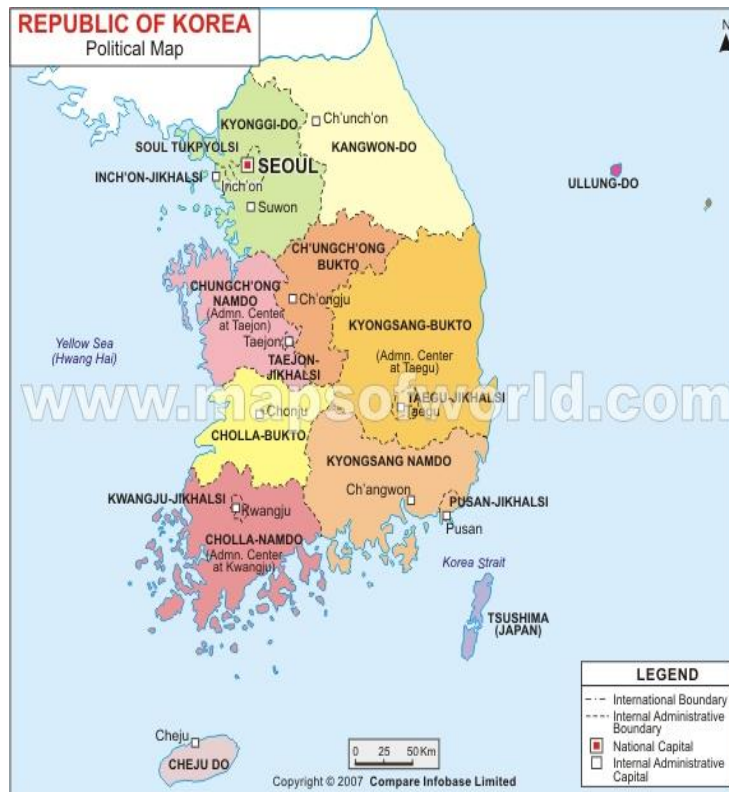 REPUBLIC OF KOREA
Political Map
N
KYONGGI-DO
Ch'unch'on
SOUL TUKPYOLSI
KANGWON-DO
SEOUL
INCH'ON-JIKHALSI
Inch'on
ULLUNG-DO
Suwon
CH'UNGCH'ONG
BUKTO
CHUNGCH'ONG
NAMDO
(Admn. Center
at Taejon)
Ch'ongju
KYONGSANG-BUKTO
(Admn. Center
at Taegu)
Yellow Sea
(Hwang Hai)
Taejon
TAEJON-
JIKHALSI
www.mapsofworld.com
TAEGU-JIKHALSI
Taegu
Chonju
CHOLLA-BUKTO
KYONGSANG NAMDO
Ch'angwon
KWANGJU-JIKHALSI
Kwangju
PUSAN-JIKHALSI
Pusan
CHOLLA-NAMDO
(Admn. Center
at Kwangju)
Korea Strait
TSUSHIMA
(JAPAN)
LEGEND
International Boundary
Internal Administrative
Boundary
National Capital
Internal Administrative
Capital
Cheju
CHEJU DO
0 25 50 Km
Copyright © 2007 Compare Infobase Limited